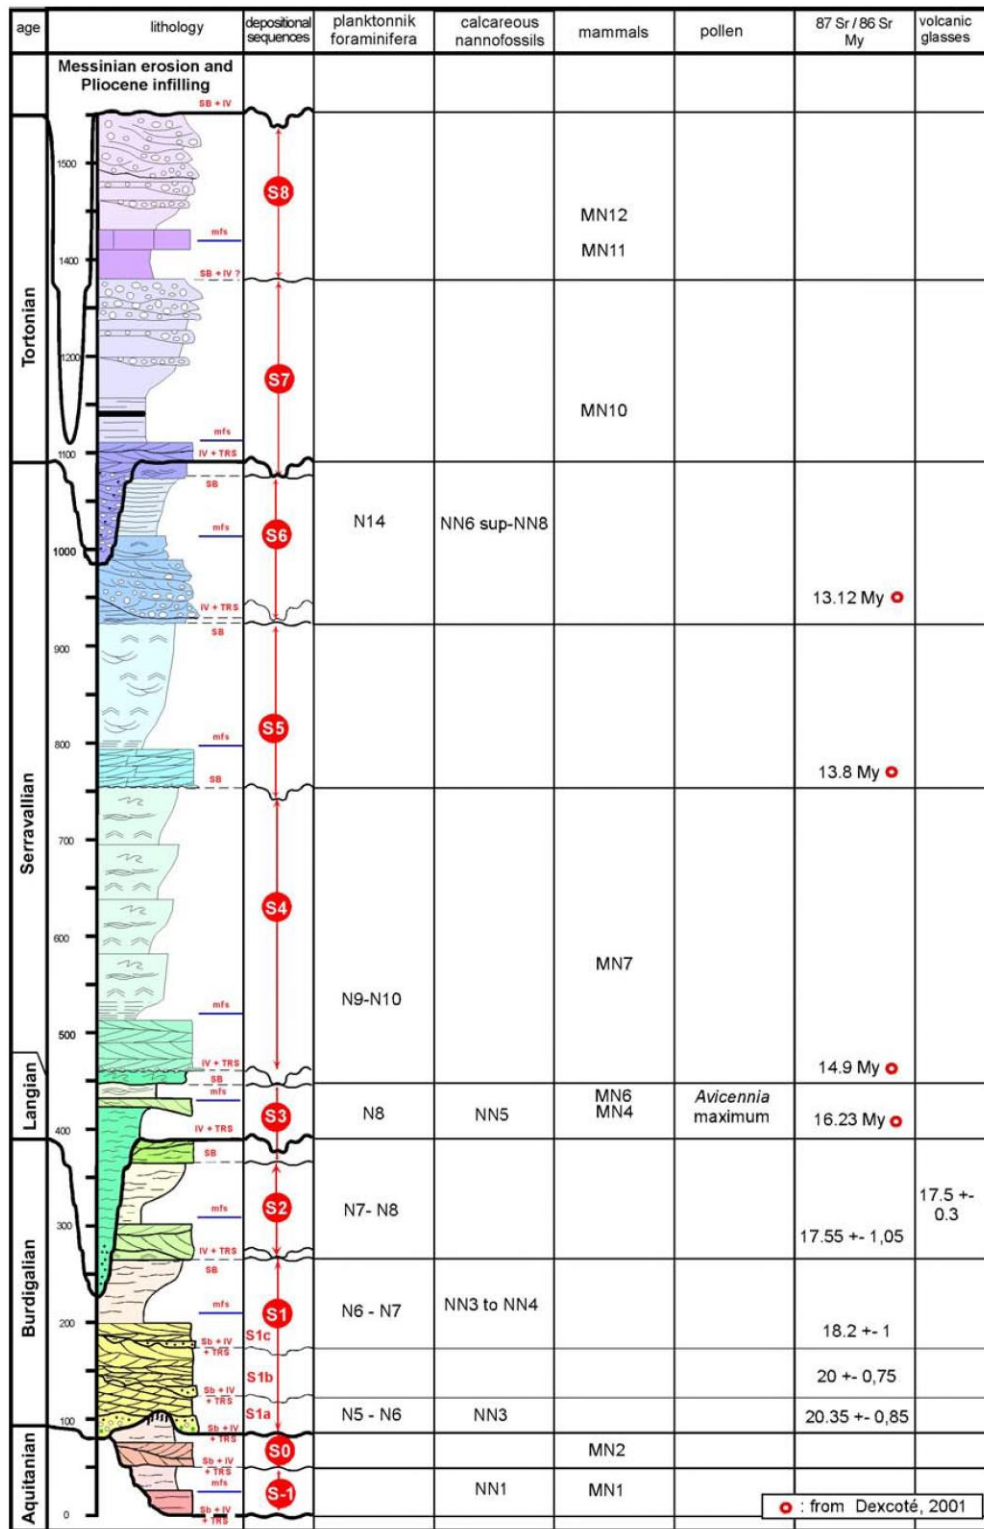 age
lithology
depositional
sequences
planktonnik
foraminifera
calcareous
nannofossils
mammals
pollen
87 Sr / 86 Sr
My
volcanic
glasses
Messinian erosion and
Pliocene infilling
SB + IV
Tortonian
1500
S8
MN12
mfs
MN11
1400
SB + IV ?
S7
1200
MN10
mfs
1100
IV + TRS
SB
Serravallian
N14
NN6 sup-NN8
mfs
S6
1000
13.12 My
IV + TRS
SB
900
S5
mfs
800
13.8 My
SB
700
S4
600
MN7
N9-N10
mfs
500
IV + TRS
14.9 My
SB
Langian
mfs
MN6
MN4
Avicennia
maximum
S3
N8
NN5
16.23 My
400
IV + TRS
Burdigalian
SB
S2
N7- N8
17.5 +-
0.3
mfs
300
17.55 +- 1,05
IV + TRS
SB
mfs
S1
N6 - N7
NN3 to NN4
200
18.2 +- 1
S1c
Sb + IV
+ TRS
S1b
20 +- 0,75
Sb + IV
+ TRS
S1a
N5 - N6
NN3
20.35 +- 0,85
100
Sb + IV
+ TRS
Aquitanian
S0
MN2
Sb + IV
+ TRS
mfs
S-1
NN1
MN1
Sb + IV
0
+ TRS
: from Dexcoté, 2001